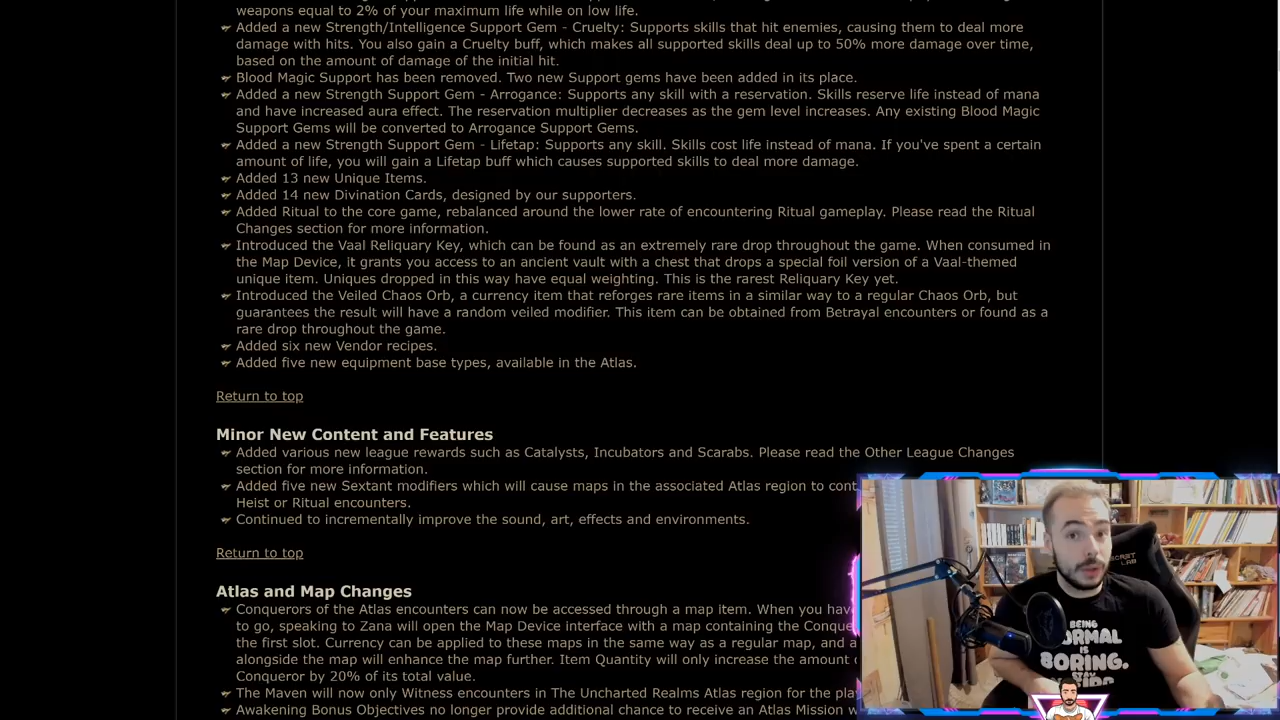 weapons equal to 2% of your maximum life while on low life.
Added a new Strength/Intelligence Support Gem - Cruelty: Supports skills that hit enemies, causing them to deal more
damage with hits. You also gain a Cruelty buff, which makes all supported skills deal up to 50% more damage over time,
based on the amount of damage of the initial hit.
Blood Magic Support has been removed. Two new Support gems have been added in its place.
Added a new Strength Support Gem - Arrogance: Supports any skill with a reservation. Skills reserve life instead of mana
and have increased aura effect. The reservation multiplier decreases as the gem level increases. Any existing Blood Magic
Support Gems will be converted to Arrogance Support Gems.
Added a new Strength Support Gem - Lifetap: Supports any skill. Skills cost life instead of mana. If you've spent a certain
amount of life, you will gain a Lifetap buff which causes supported skills to deal more damage.
Added 13 new Unique Items.
Added 14 new Divination Cards, designed by our supporters.
Added Ritual to the core game, rebalanced around the lower rate of encountering Ritual gameplay. Please read the Ritual
Changes section for more information.
Introduced the Vaal Reliquary Key, which can be found as an extremely rare drop throughout the game. When consumed in
the Map Device, it grants you access to an ancient vault with a chest that drops a special foil version of a Vaal-themed
unique item. Uniques dropped in this way have equal weighting. This is the rarest Reliquary Key yet.
Introduced the Veiled Chaos Orb, a currency item that reforges rare items in a similar way to a regular Chaos Orb, but
guarantees the result will have a random veiled modifier. This item can be obtained from Betrayal encounters or found as a
rare drop throughout the game.
Added six new Vendor recipes.
Added five new equipment base types, available in the Atlas.
Return to top
Minor New Content and Features
Added various new league rewards such as Catalysts, Incubators and Scarabs. Please read the Other League Changes
section for more information.
Added five new Sextant modifiers which will cause maps in the associated Atlas region to cont
Heist or Ritual encounters.
Continued to incrementally improve the sound, art, effects and environments.
Return to top
Atlas and Map Changes
Conquerors of the Atlas encounters can now be accessed through a map item. When you hav
to go, speaking to Zana will open the Map Device interface with a map containing the Conque
the first slot. Currency can be applied to these maps in the same way as a regular map, and a
alongside the map will enhance the map further. Item Quantity will only increase the amount
Conqueror by 20% of its total value.
The Maven will now only Witness encounters in The Uncharted Realms Atlas region for the pla
Awakening Bonus Objectives no longer provide additional chance to receive an Atlas Mission w
BEING
NORMAL
IS
BORING.